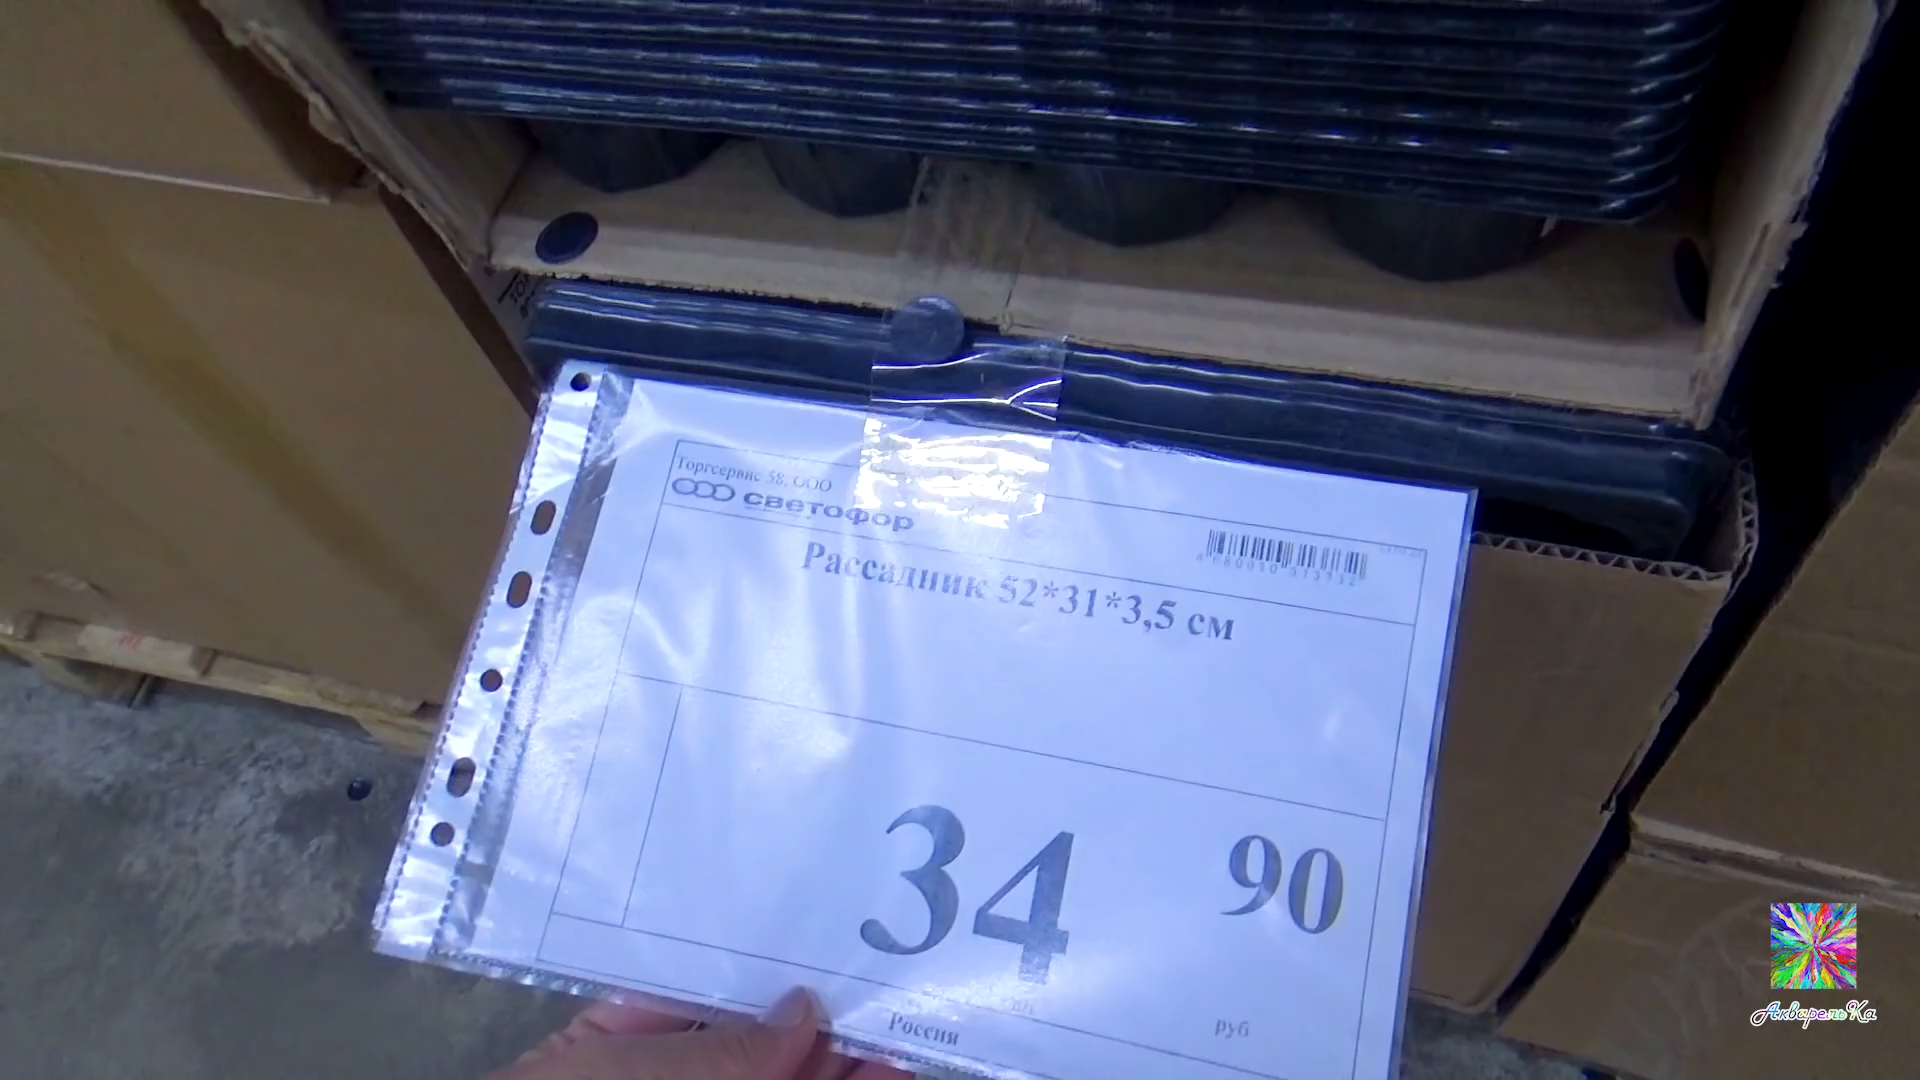 Торгсервис 58, ООО
светофор
Рассадник 52*31*3,5 см
34 90
руб
Россия
АкварельКа